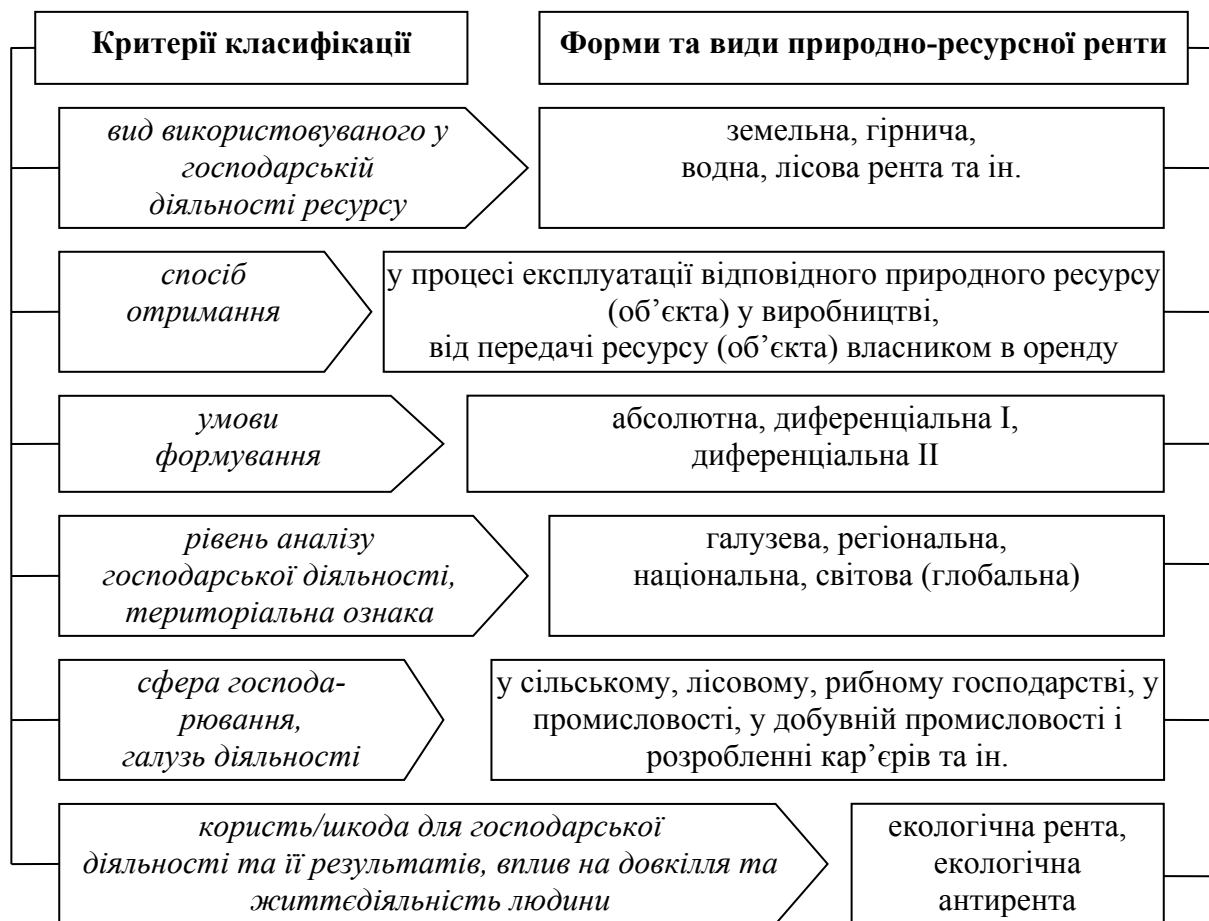 Критерії класифікації
Форми та види природно-ресурсної ренти
вид використовуваного у
господарській
діяльності ресурсу
земельна, гірнича,
водна, лісова рента та ін.
спосіб
отримання
у процесі експлуатації відповідного природного ресурсу
(об’єкта) у виробництві,
від передачі ресурсу (об’єкта) власником в оренду
умови
формування
абсолютна, диференціальна І,
диференціальна ІІ
рівень аналізу
господарської діяльності,
територіальна ознака
галузева, регіональна,
національна, світова (глобальна)
сфера господа-
рювання,
галузь діяльності
у сільському, лісовому, рибному господарстві, у
промисловості, у добувній промисловості і
розробленні кар’єрів та ін.
користь/шкода для господарської
діяльності та її результатів, вплив на довкілля та
життєдіяльність людини
екологічна рента,
екологічна
антирента